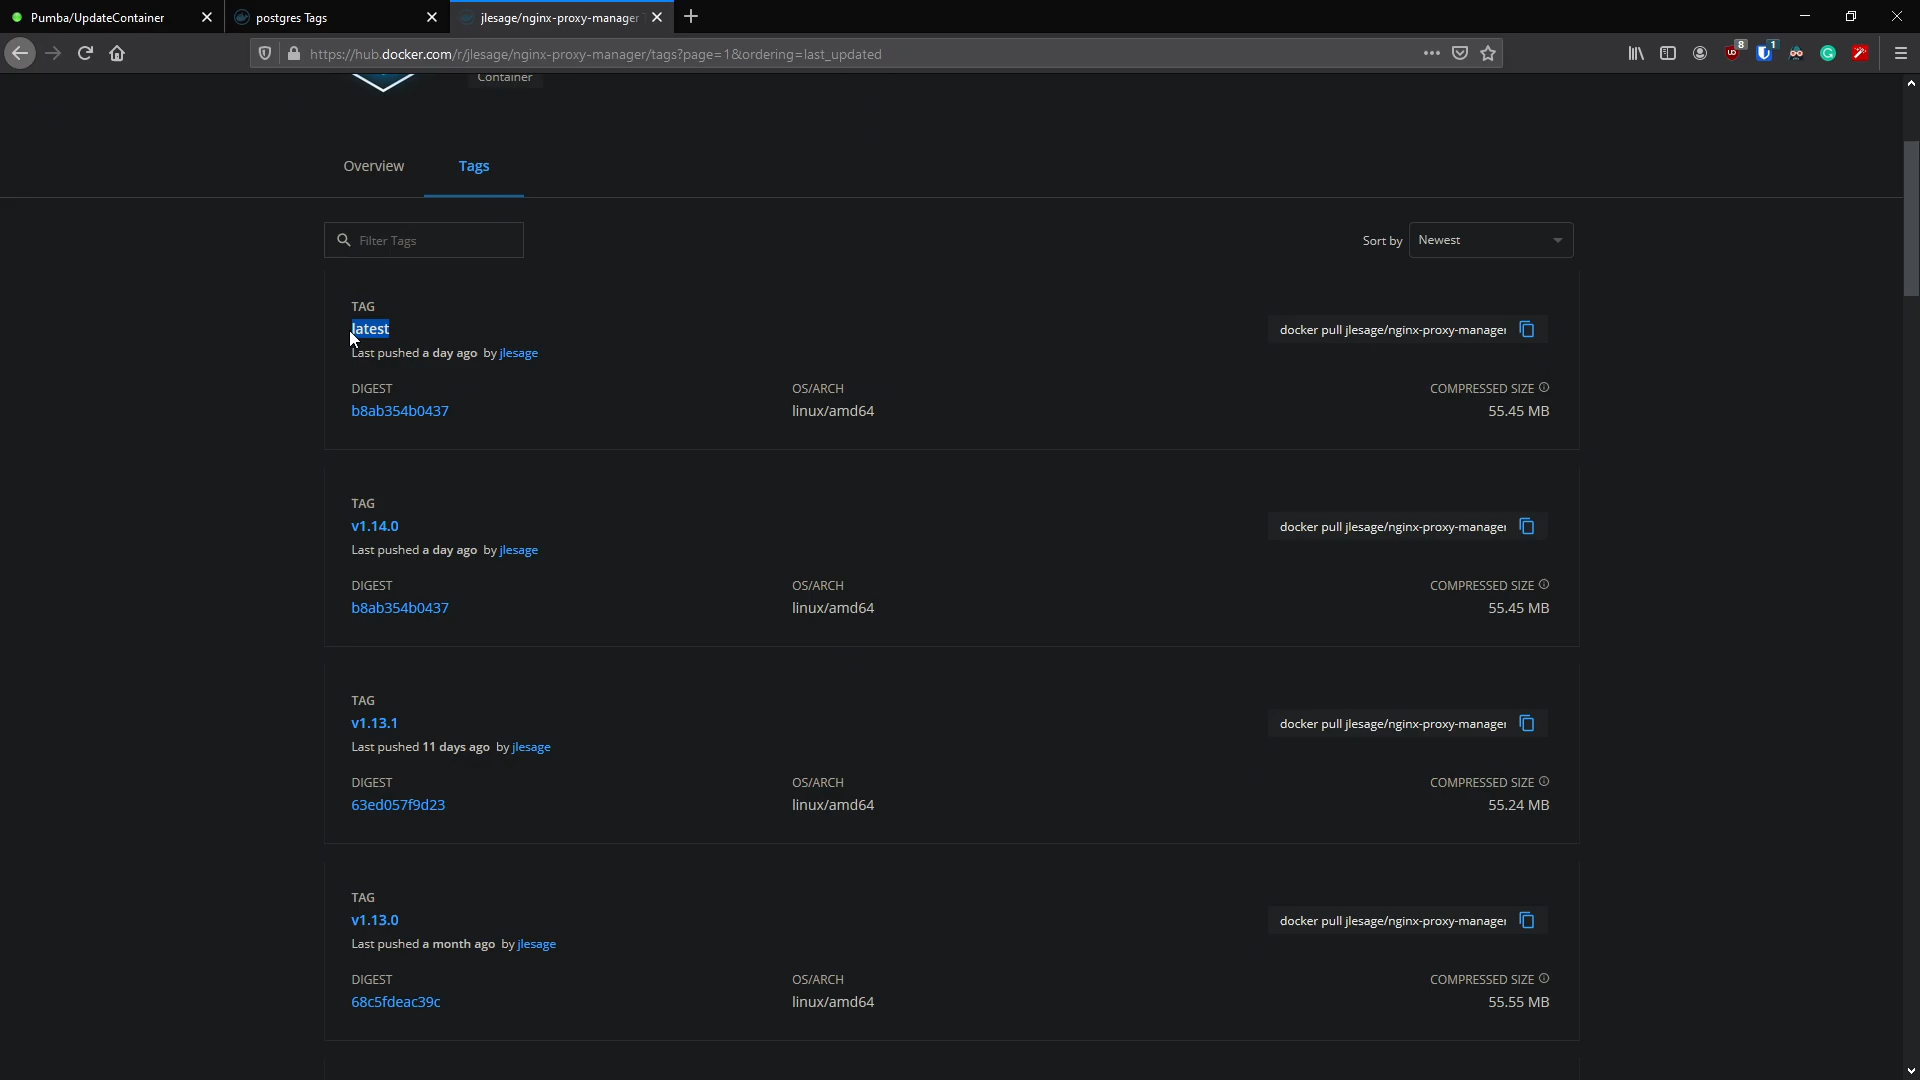 Pumba/UpdateContainer
postgres Tags
jlesage/nginx-proxy-manager
https://hub.docker.com/r/jlesage/nginx-proxy-manager/tags?page=1&ordering=last_updated
8
1
Container
Overview
Tags
Filter Tags
Sort by
Newest
TAG
latest
docker pull jlesage/nginx-proxy-manager
Last pushed a day ago by jlesage
DIGEST
OS/ARCH
COMPRESSED SIZE
b8ab354b0437
linux/amd64
55.45 MB
TAG
v1.14.0
docker pull jlesage/nginx-proxy-manager
Last pushed a day ago by jlesage
DIGEST
OS/ARCH
COMPRESSED SIZE
b8ab354b0437
linux/amd64
55.45 MB
TAG
v1.13.1
docker pull jlesage/nginx-proxy-manager
Last pushed 11 days ago by jlesage
DIGEST
OS/ARCH
COMPRESSED SIZE
63ed057f9d23
linux/amd64
55.24 MB
TAG
v1.13.0
docker pull jlesage/nginx-proxy-manager
Last pushed a month ago by jlesage
DIGEST
OS/ARCH
COMPRESSED SIZE
68c5fdeac39c
linux/amd64
55.55 MB